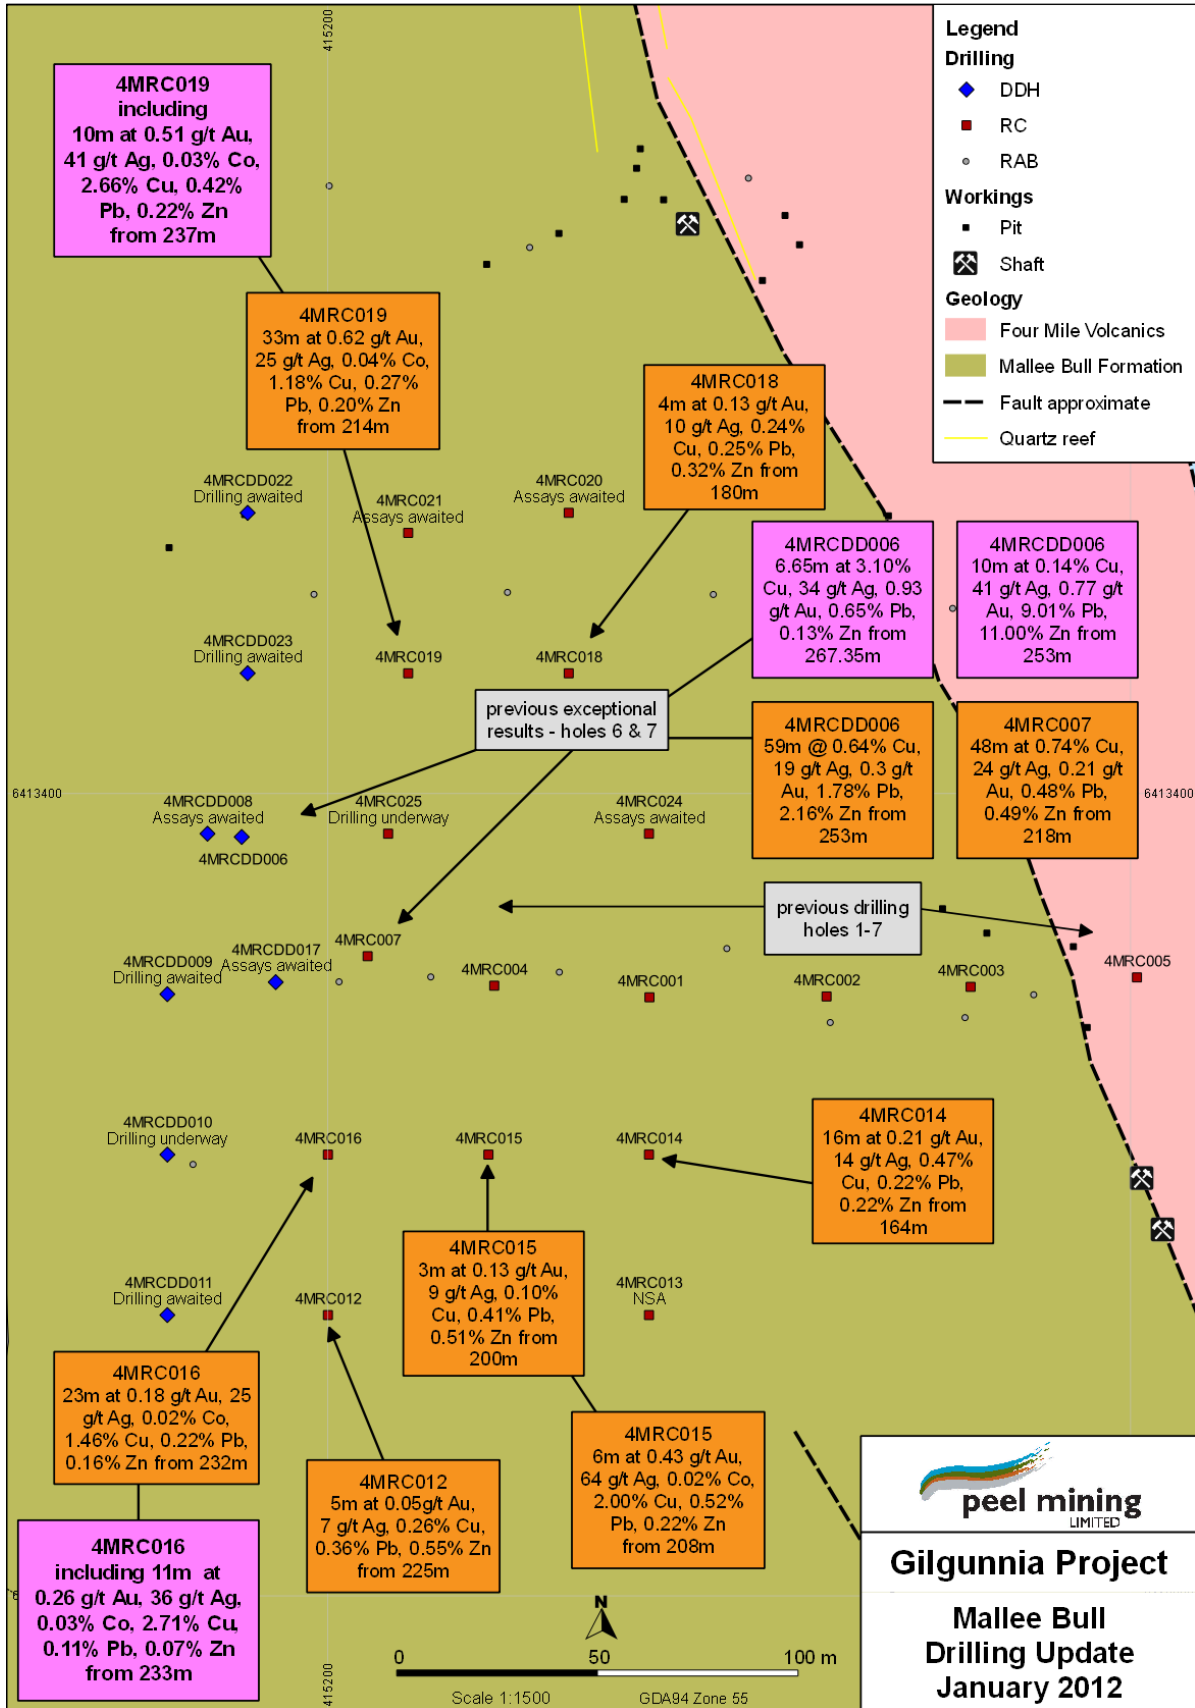 415200
Legend
Drilling
DDH
RC
RAB
Workings
Pit
Shaft
Geology
Four Mile Volcanics
Mallee Bull Formation
Fault approximate
Quartz reef
4MRC019
including
10m at 0.51 g/t Au,
41 g/t Ag, 0.03% Co,
2.66% Cu, 0.42%
Pb, 0.22% Zn
from 237m
4MRC019
33m at 0.62 g/t Au,
25 g/t Ag, 0.04% Co,
1.18% Cu, 0.27%
Pb, 0.20% Zn
from 214m
4MRC018
4m at 0.13 g/t Au,
10 g/t Ag, 0.24%
Cu, 0.25% Pb,
0.32% Zn from
180m
4MRCDD022
Drilling awaited
4MRC021
Assays awaited
4MRC020
Assays awaited
4MRCDD006
6.65m at 3.10%
Cu, 34 g/t Ag, 0.93
g/t Au, 0.65% Pb,
0.13% Zn from
267.35m
4MRCDD006
10m at 0.14% Cu,
41 g/t Ag, 0.77 g/t
Au, 9.01% Pb,
11.00% Zn from
253m
4MRCDD023
Drilling awaited
4MRC019
4MRC018
previous exceptional
results - holes 6 & 7
4MRCDD006
59m @ 0.64% Cu,
19 g/t Ag, 0.3 g/t
Au, 1.78% Pb,
2.16% Zn from
253m
4MRC007
48m at 0.74% Cu,
24 g/t Ag, 0.21 g/t
Au, 0.48% Pb,
0.49% Zn from
218m
6413400
6413400
4MRCDD008
Assays awaited
4MRCDD006
4MRC025
Drilling underway
4MRC024
Assays awaited
previous drilling
holes 1-7
4MRCDD009
Drilling awaited
4MRCDD017
Assays awaited
4MRC007
4MRC004
4MRC001
4MRC002
4MRC003
4MRC005
4MRCDD010
Drilling underway
4MRC016
4MRC015
4MRC014
4MRC014
16m at 0.21 g/t Au,
14 g/t Ag, 0.47%
Cu, 0.22% Pb,
0.22% Zn from
164m
4MRC015
3m at 0.13 g/t Au,
9 g/t Ag, 0.10%
Cu, 0.41% Pb,
0.51% Zn from
200m
4MRCDD011
Drilling awaited
4MRC012
4MRC013
NSA
4MRC016
23m at 0.18 g/t Au, 25
g/t Ag, 0.02% Co,
1.46% Cu, 0.22% Pb,
0.16% Zn from 232m
4MRC012
5m at 0.05g/t Au,
7 g/t Ag, 0.26% Cu,
0.36% Pb, 0.55% Zn
from 225m
4MRC015
6m at 0.43 g/t Au,
64 g/t Ag, 0.02% Co,
2.00% Cu, 0.52%
Pb, 0.22% Zn
from 208m
4MRC016
including 11m at
0.26 g/t Au, 36 g/t Ag,
0.03% Co, 2.71% Cu,
0.11% Pb, 0.07% Zn
from 233m
N
0 50 100 m
Scale 1:1500
GDA94 Zone 55
415200
peel mining
LIMITED
Gilgunnia Project
Mallee Bull
Drilling Update
January 2012